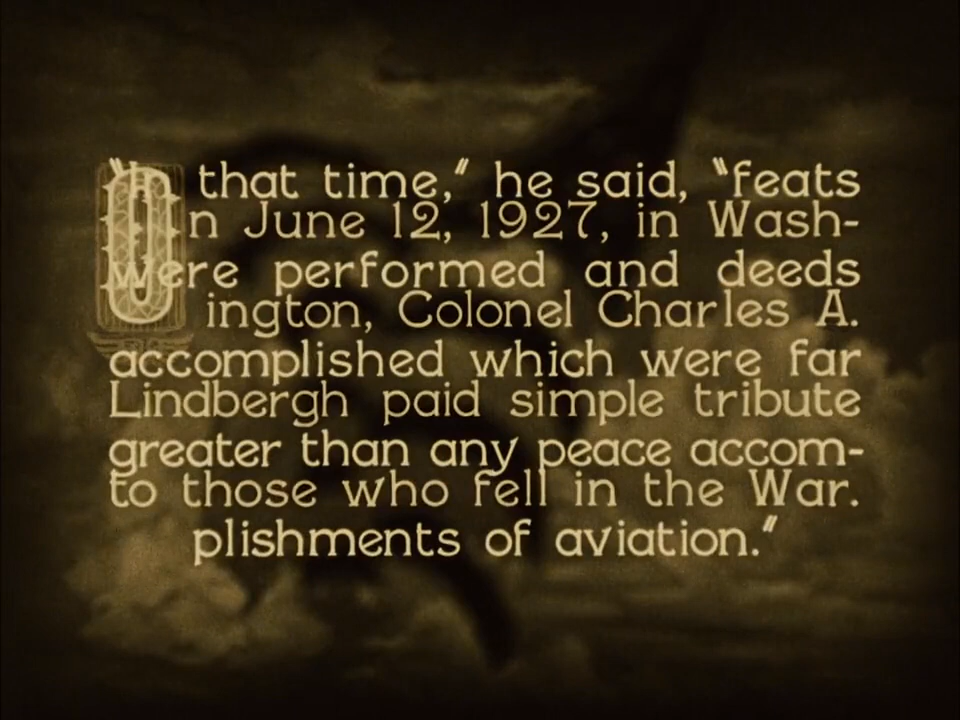 On June 12, 1927, in Wash-
ington, Colonel Charles A.
Lindbergh paid simple tribute
to those who fell in the War.
"In that time," he said, "feats
were performed and deeds
accomplished which were far
greater than any peace accom-
plishments of aviation."